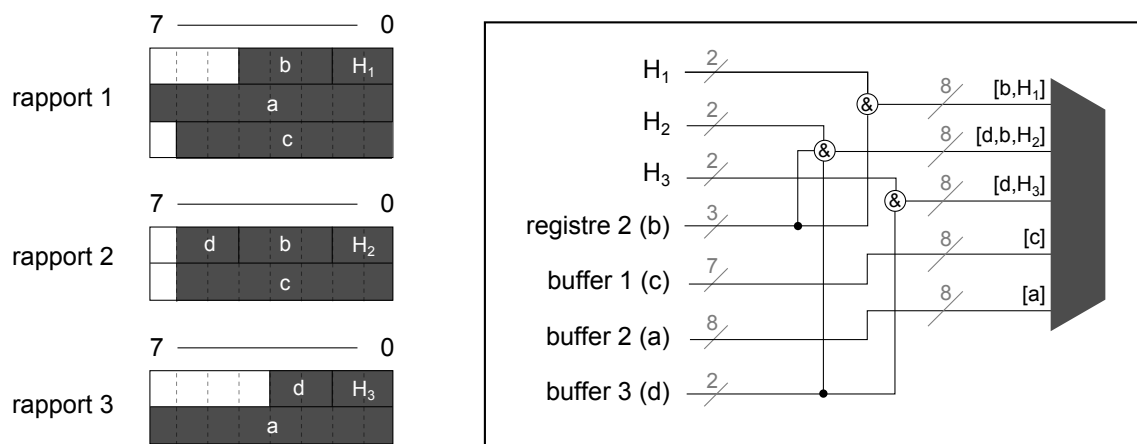 7 0
rapport 1
b H1
a
c
7 0
rapport 2
d b H2
c
7 0
rapport 3
d H3
a
H1 2
& 8 [b,H1]
H2 2
& 8 [d,b,H2]
H3 2
& 8 [d,H3]
registre 2 (b) 3
buffer 1 (c) 7 8 [c]
buffer 2 (a) 8 8 [a]
buffer 3 (d) 2